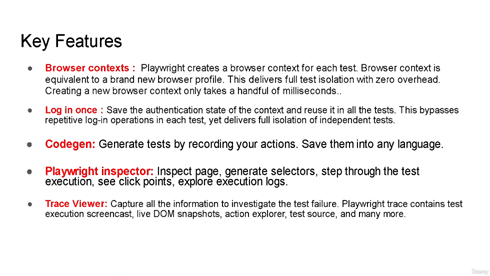 Key Features
● Browser contexts : Playwright creates a browser context for each test. Browser context is
equivalent to a brand new browser profile. This delivers full test isolation with zero overhead.
Creating a new browser context only takes a handful of milliseconds..
● Log in once : Save the authentication state of the context and reuse it in all the tests. This bypasses
repetitive log-in operations in each test, yet delivers full isolation of independent tests.
● Codegen: Generate tests by recording your actions. Save them into any language.
● Playwright inspector: Inspect page, generate selectors, step through the test
execution, see click points, explore execution logs.
● Trace Viewer: Capture all the information to investigate the test failure. Playwright trace contains test
execution screencast, live DOM snapshots, action explorer, test source, and many more.